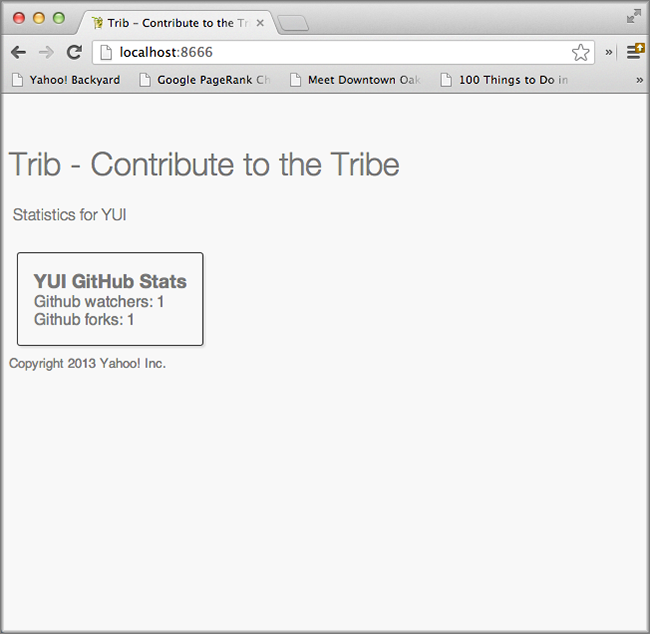 Trib - Contribute to the Tr
localhost:8666
Yahoo! Backyard Google PageRank Ch Meet Downtown Oak 100 Things to Do in
Trib - Contribute to the Tribe
Statistics for YUI
YUI GitHub Stats
Github watchers: 1
Github forks: 1
Copyright 2013 Yahoo! Inc.